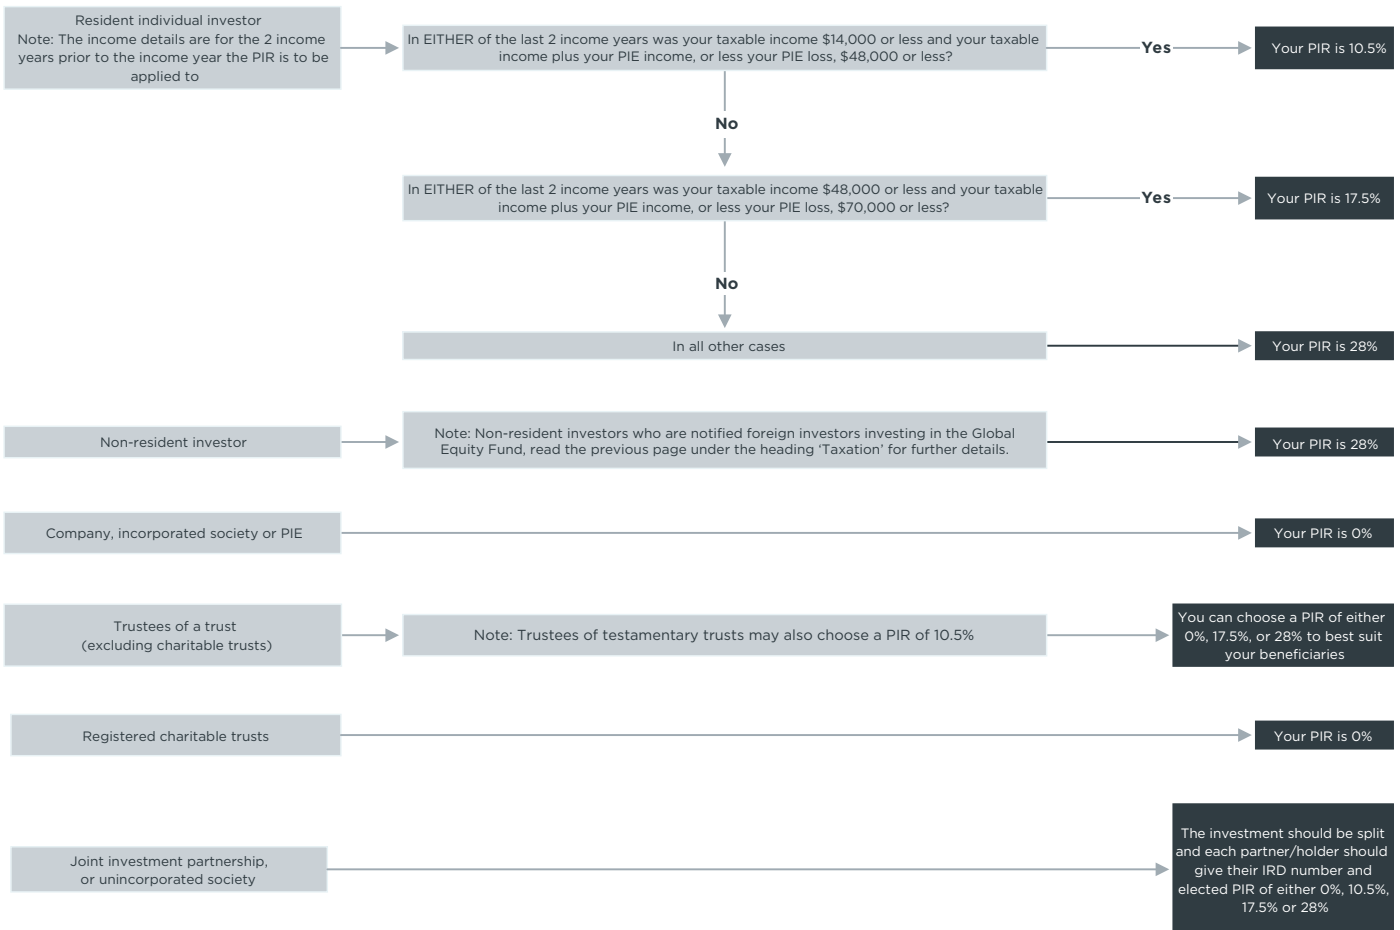 Resident individual investor
Note: The income details are for the 2 income
years prior to the income year the PIR is to be
applied to
In EITHER of the last 2 income years was your taxable income $14,000 or less and your taxable
income plus your PIE income, or less your PIE loss, $48,000 or less?
Yes
Your PIR is 10.5%
No
In EITHER of the last 2 income years was your taxable income $48,000 or less and your taxable
income plus your PIE income, or less your PIE loss, $70,000 or less?
Yes
Your PIR is 17.5%
No
In all other cases
Your PIR is 28%
Non-resident investor
Note: Non-resident investors who are notified foreign investors investing in the Global
Equity Fund, read the previous page under the heading ‘Taxation’ for further details.
Your PIR is 28%
Company, incorporated society or PIE
Your PIR is 0%
Trustees of a trust
(excluding charitable trusts)
Note: Trustees of testamentary trusts may also choose a PIR of 10.5%
You can choose a PIR of either
0%, 17.5%, or 28% to best suit
your beneficiaries
Registered charitable trusts
Your PIR is 0%
Joint investment partnership,
or unincorporated society
The investment should be split
and each partner/holder should
give their IRD number and
elected PIR of either 0%, 10.5%,
17.5% or 28%